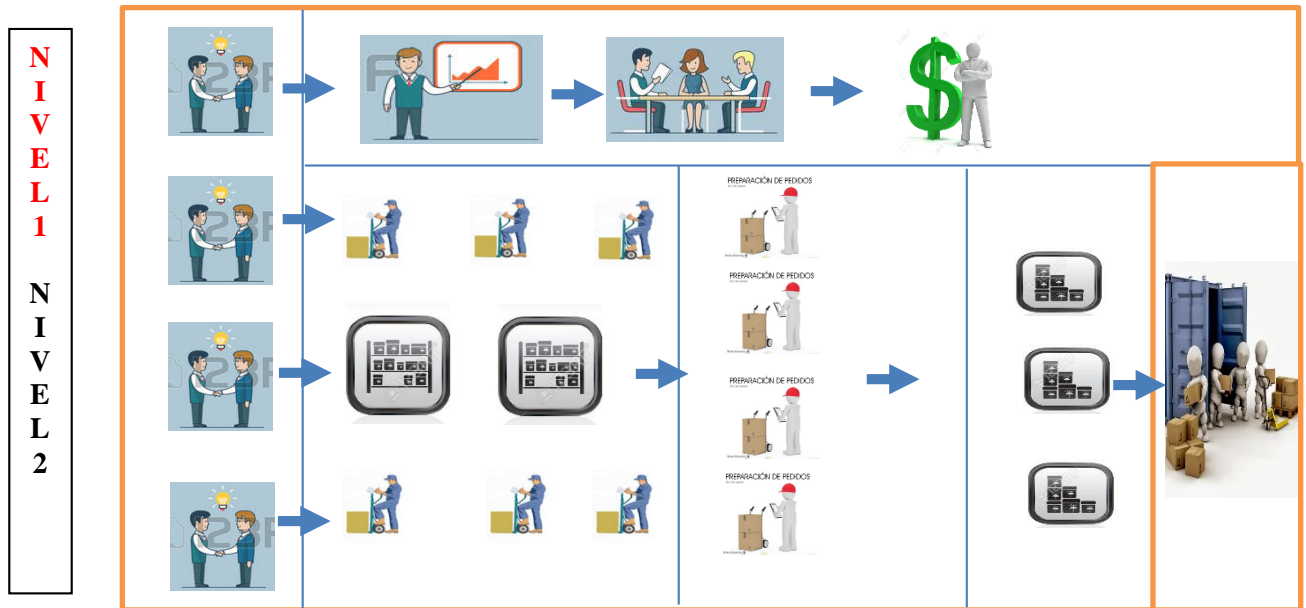 N
I
V
E
L
1
N
I
V
E
L
2
PREPARACIÓN DE PEDIDOS
PREPARACIÓN DE PEDIDOS
PREPARACIÓN DE PEDIDOS
PREPARACIÓN DE PEDIDOS